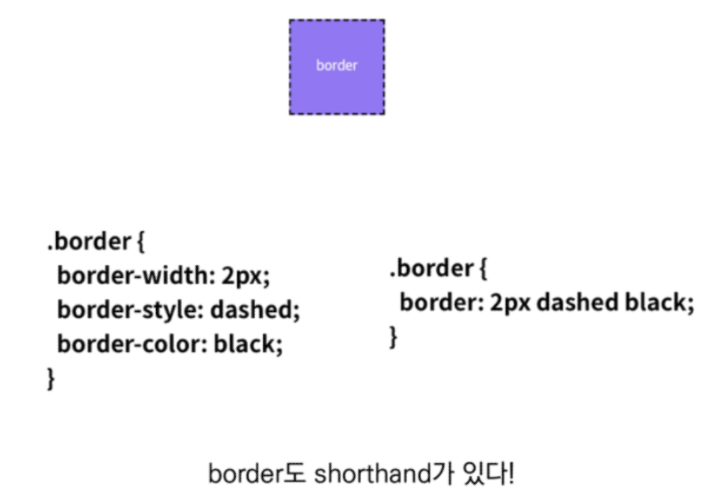 border
.border {
border-width: 2px;
border-style: dashed;
border-color: black;
}
.border {
border: 2px dashed black;
}
border도 shorthand가 있다!